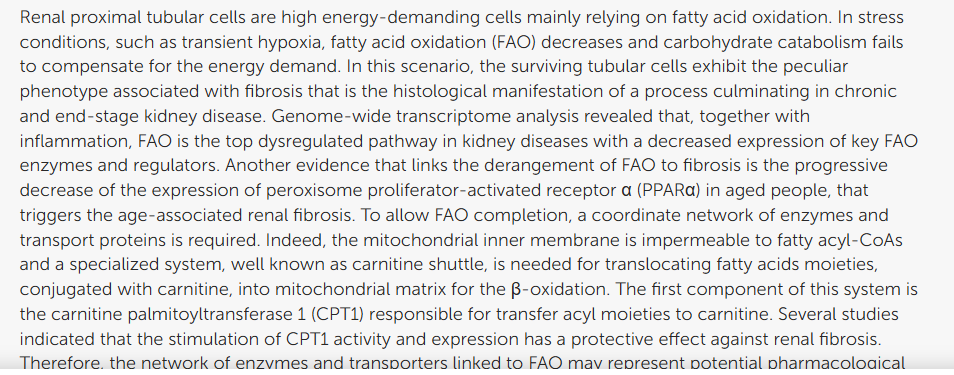 Renal proximal tubular cells are high energy-demanding cells mainly relying on fatty acid oxidation. In stress
conditions, such as transient hypoxia, fatty acid oxidation (FAO) decreases and carbohydrate catabolism fails
to compensate for the energy demand. In this scenario, the surviving tubular cells exhibit the peculiar
phenotype associated with fibrosis that is the histological manifestation of a process culminating in chronic
and end-stage kidney disease. Genome-wide transcriptome analysis revealed that, together with
inflammation, FAO is the top dysregulated pathway in kidney diseases with a decreased expression of key FAO
enzymes and regulators. Another evidence that links the derangement of FAO to fibrosis is the progressive
decrease of the expression of peroxisome proliferator-activated receptor α (PPARα) in aged people, that
triggers the age-associated renal fibrosis. To allow FAO completion, a coordinate network of enzymes and
transport proteins is required. Indeed, the mitochondrial inner membrane is impermeable to fatty acyl-CoAs
and a specialized system, well known as carnitine shuttle, is needed for translocating fatty acids moieties,
conjugated with carnitine, into mitochondrial matrix for the β-oxidation. The first component of this system is
the carnitine palmitoyltransferase 1 (CPT1) responsible for transfer acyl moieties to carnitine. Several studies
indicated that the stimulation of CPT1 activity and expression has a protective effect against renal fibrosis.
Therefore, the network of enzymes and transporters linked to FAO may represent potential pharmacological